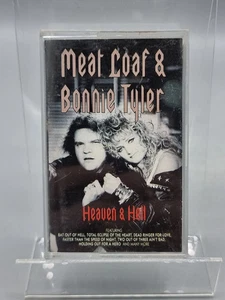 Meat Loaf &
Bonnie Tyler
Heaven & Hell
FEATURING
BAT OUT OF HELL, TOTAL ECLIPSE OF THE HEART, DEAD RINGER FOR LOVE,
FASTER THAN THE SPEED OF NIGHT, TWO OUT OF THREE AIN'T BAD,
HOLDING OUT FOR A HERO AND MANY MORE